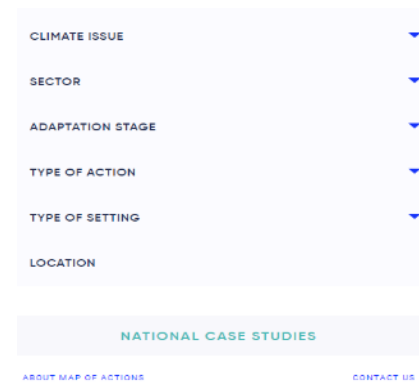 CLIMATE ISSUE
SECTOR
ADAPTATION STAGE
TYPE OF ACTION
TYPE OF SETTING
LOCATION
NATIONAL CASE STUDIES
ABOUT MAP OF ACTIONS CONTACT US